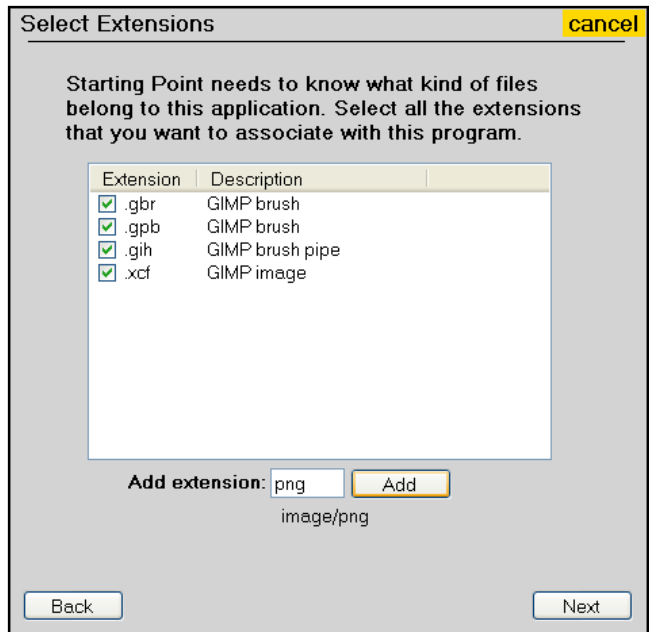 Select Extensions cancel
Starting Point needs to know what kind of files
belong to this application. Select all the extensions
that you want to associate with this program.
Extension Description
.gbr GIMP brush
.gpb GIMP brush
.gih GIMP brush pipe
.xcf GIMP image
Add extension: png Add
image/png
Back Next